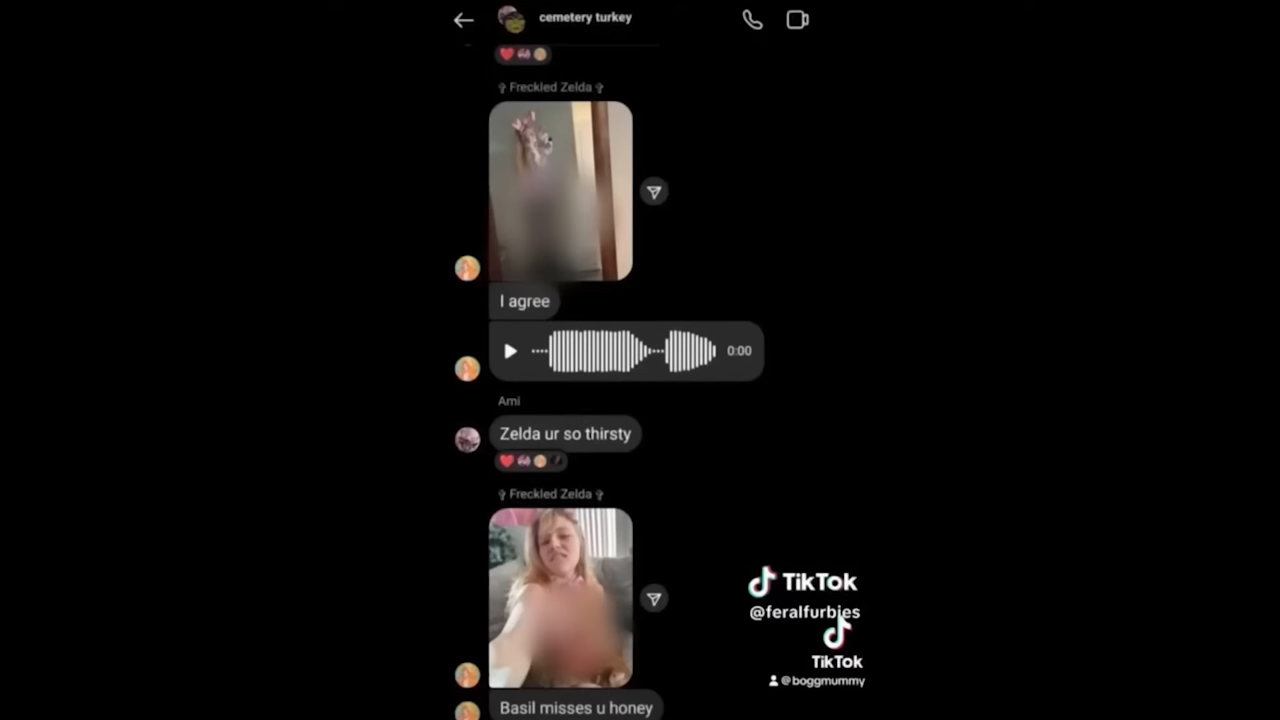 cemetery turkey
✞ Freckled Zelda ✞
I agree
0:00
Ami
Zelda ur so thirsty
✞ Freckled Zelda ✞
Basil misses u honey
TikTok
@feralfurbies
TikTok
@boggmummy